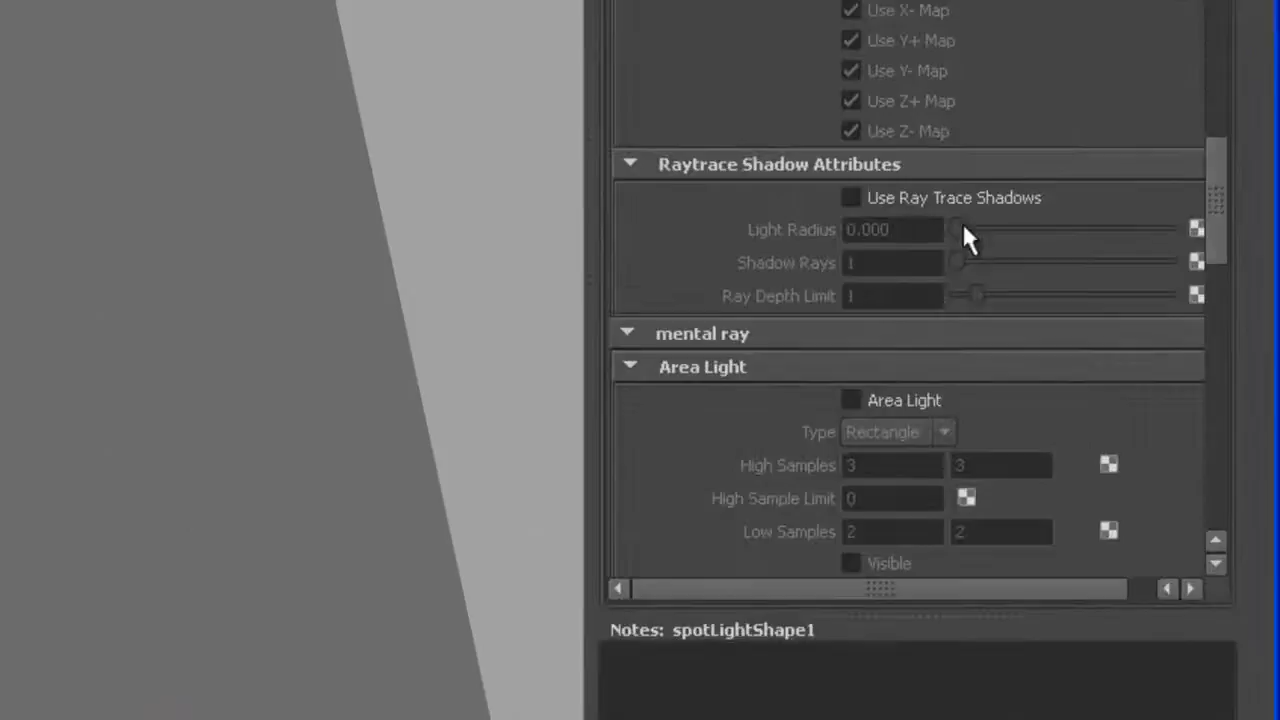 Use X- Map
Use Y+ Map
Use Y- Map
Use Z+ Map
Use Z- Map
Raytrace Shadow Attributes
Use Ray Trace Shadows
Light Radius 0.000
Shadow Rays 1
Ray Depth Limit 1
mental ray
Area Light
Area Light
Type Rectangle
High Samples 3 3
High Sample Limit 0
Low Samples 2 2
Visible
Notes: spotLightShape1